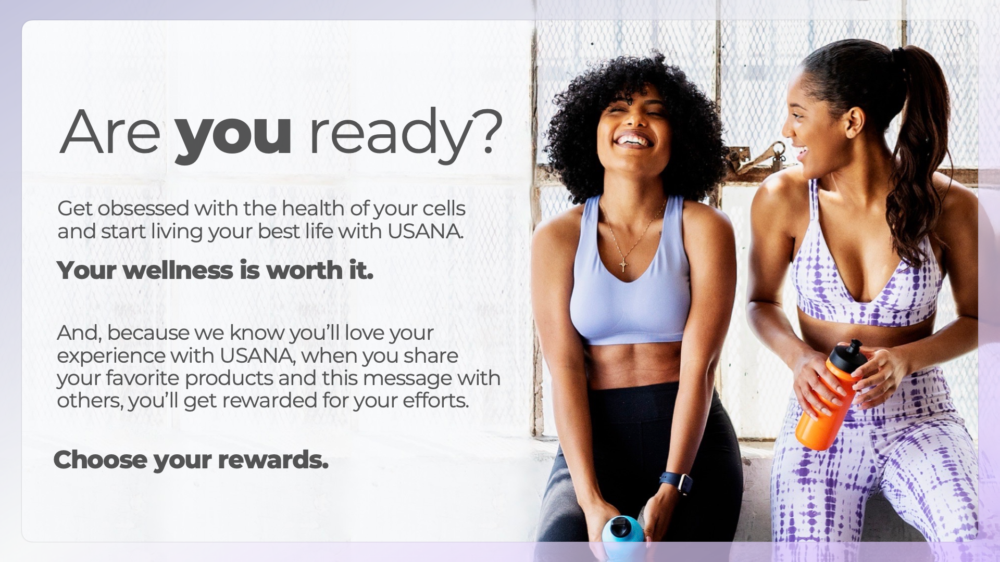 Are you ready?
Get obsessed with the health of your cells
and start living your best life with USANA.
Your wellness is worth it.
And, because we know you’ll love your
experience with USANA, when you share
your favorite products and this message with
others, you’ll get rewarded for your efforts.
Choose your rewards.